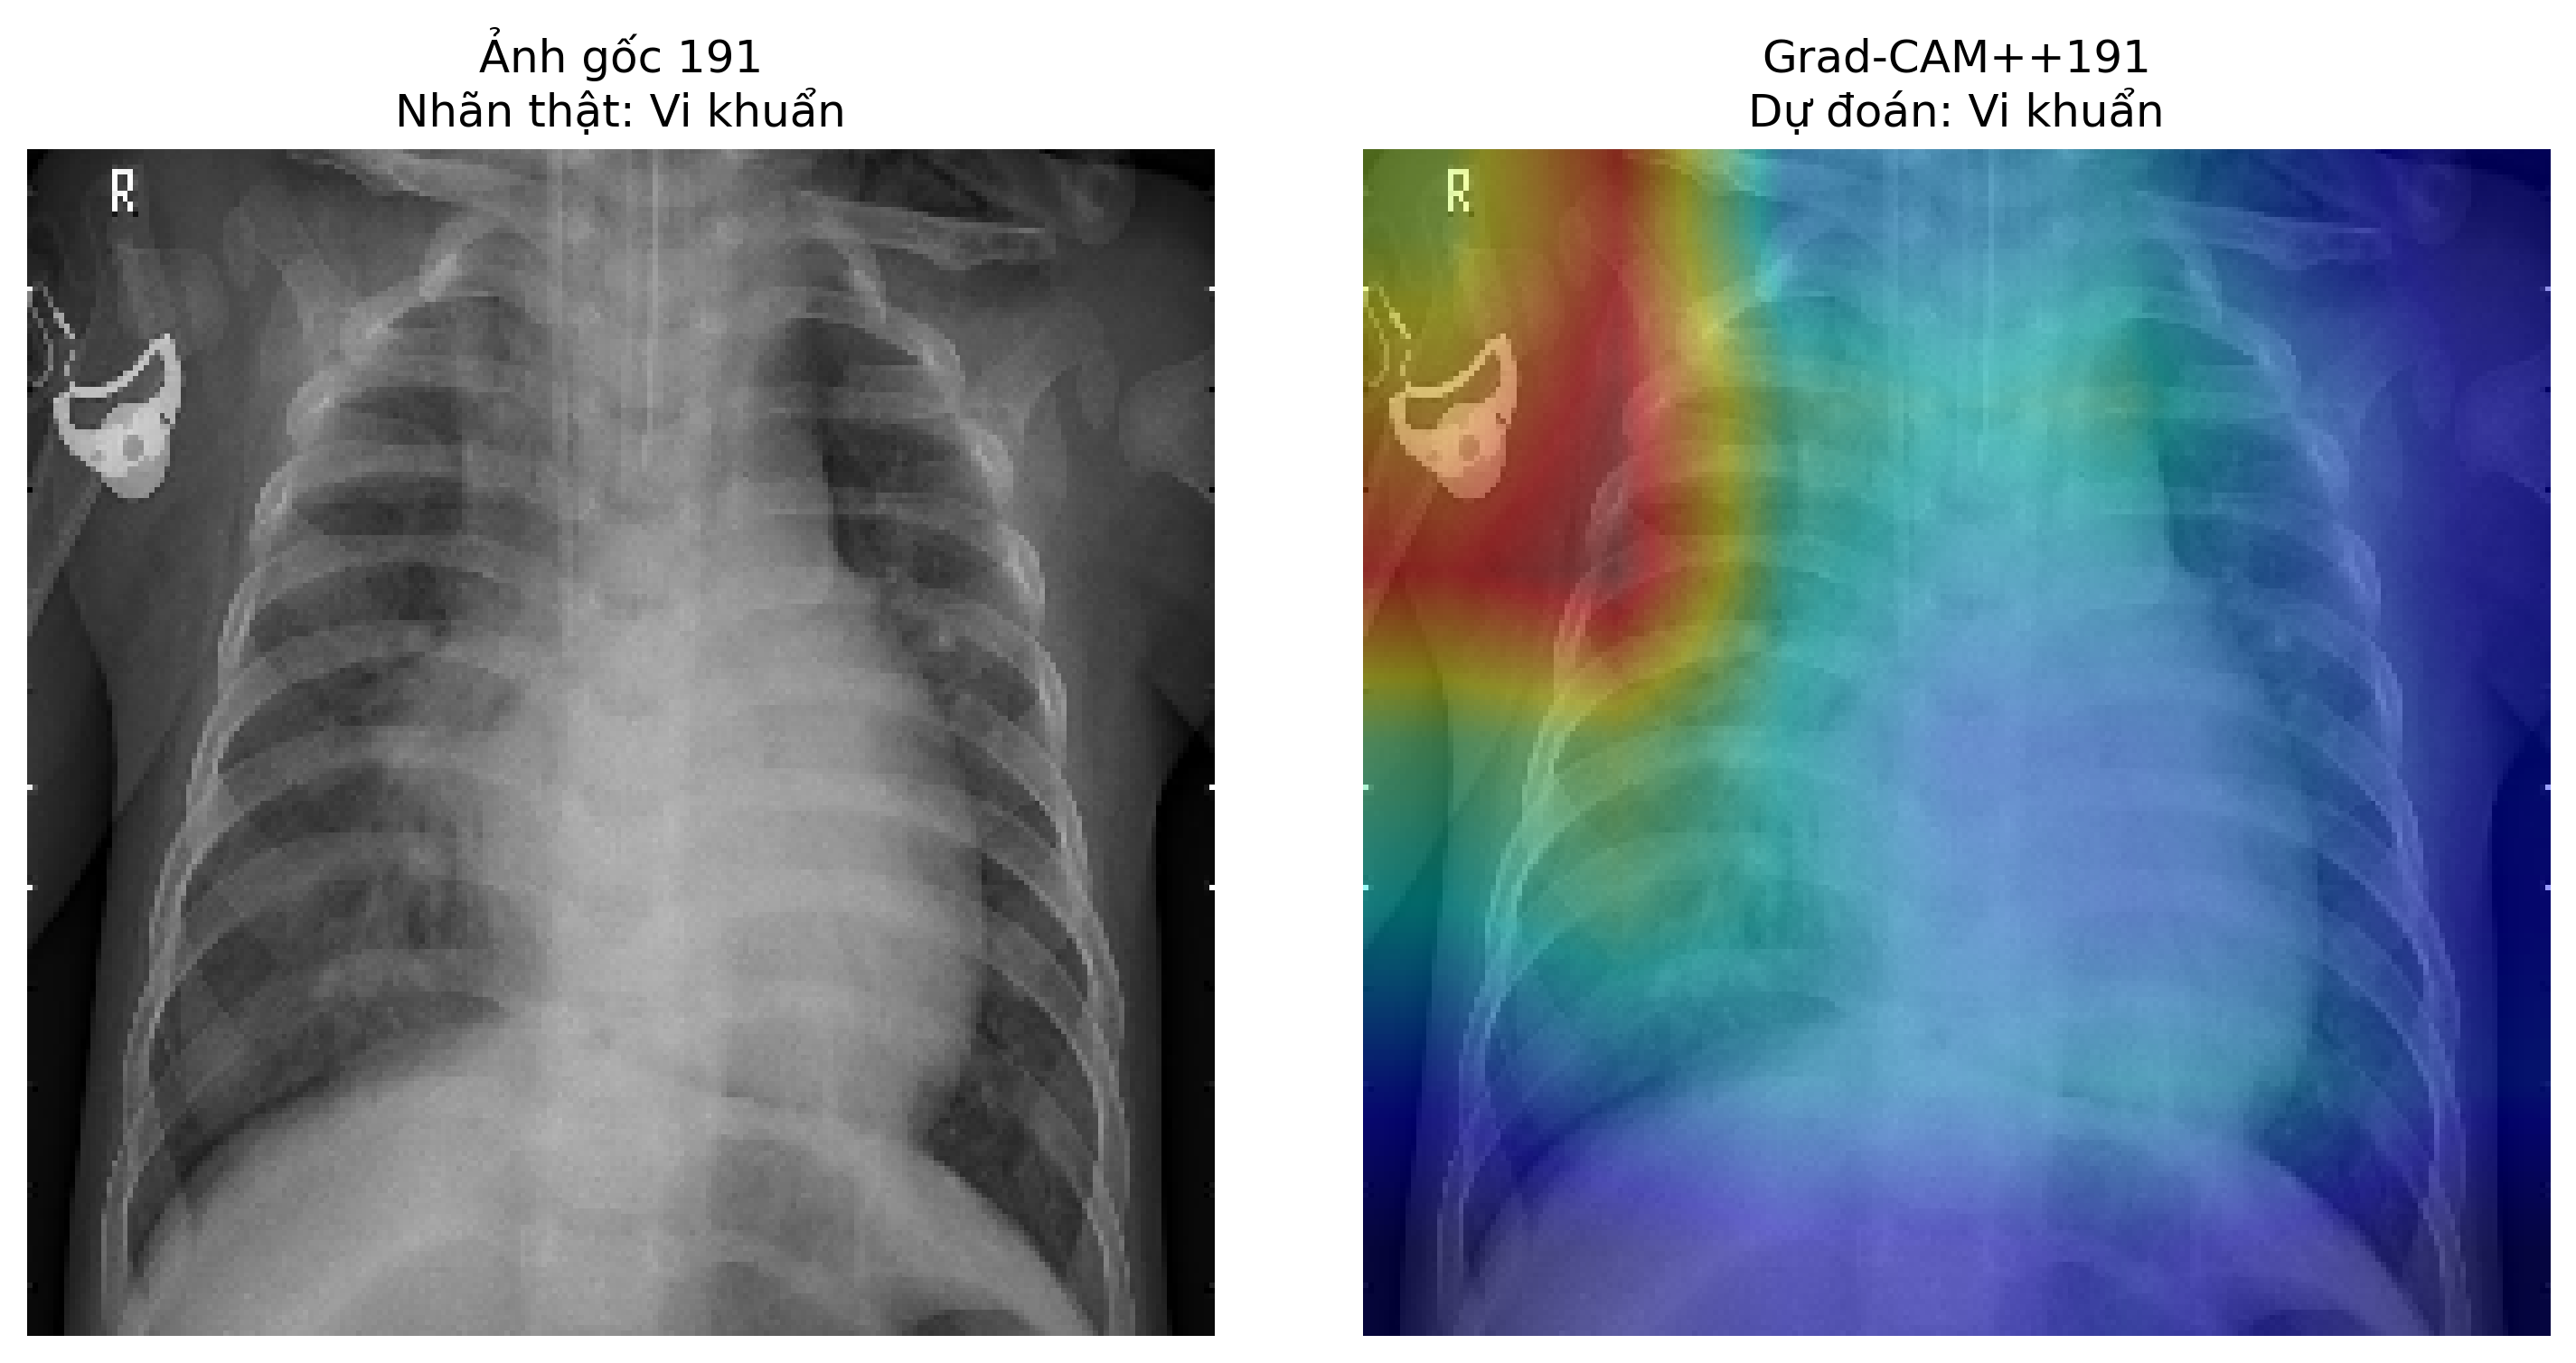 Ảnh gốc 191
Nhãn thật: Vi khuẩn
R
Grad-CAM++191
Dự đoán: Vi khuẩn
R